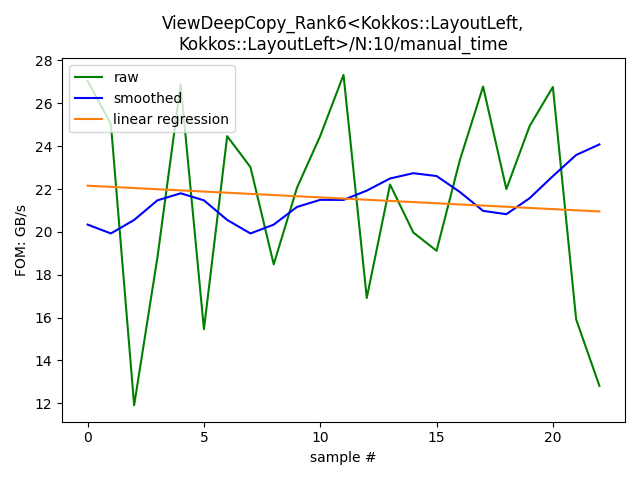 ViewDeepCopy_Rank6<Kokkos::LayoutLeft,
Kokkos::LayoutLeft>/N:10/manual_time
raw
smoothed
linear regression
FOM: GB/s
28
26
24
22
20
18
16
14
12
0
5
10
15
20
sample #